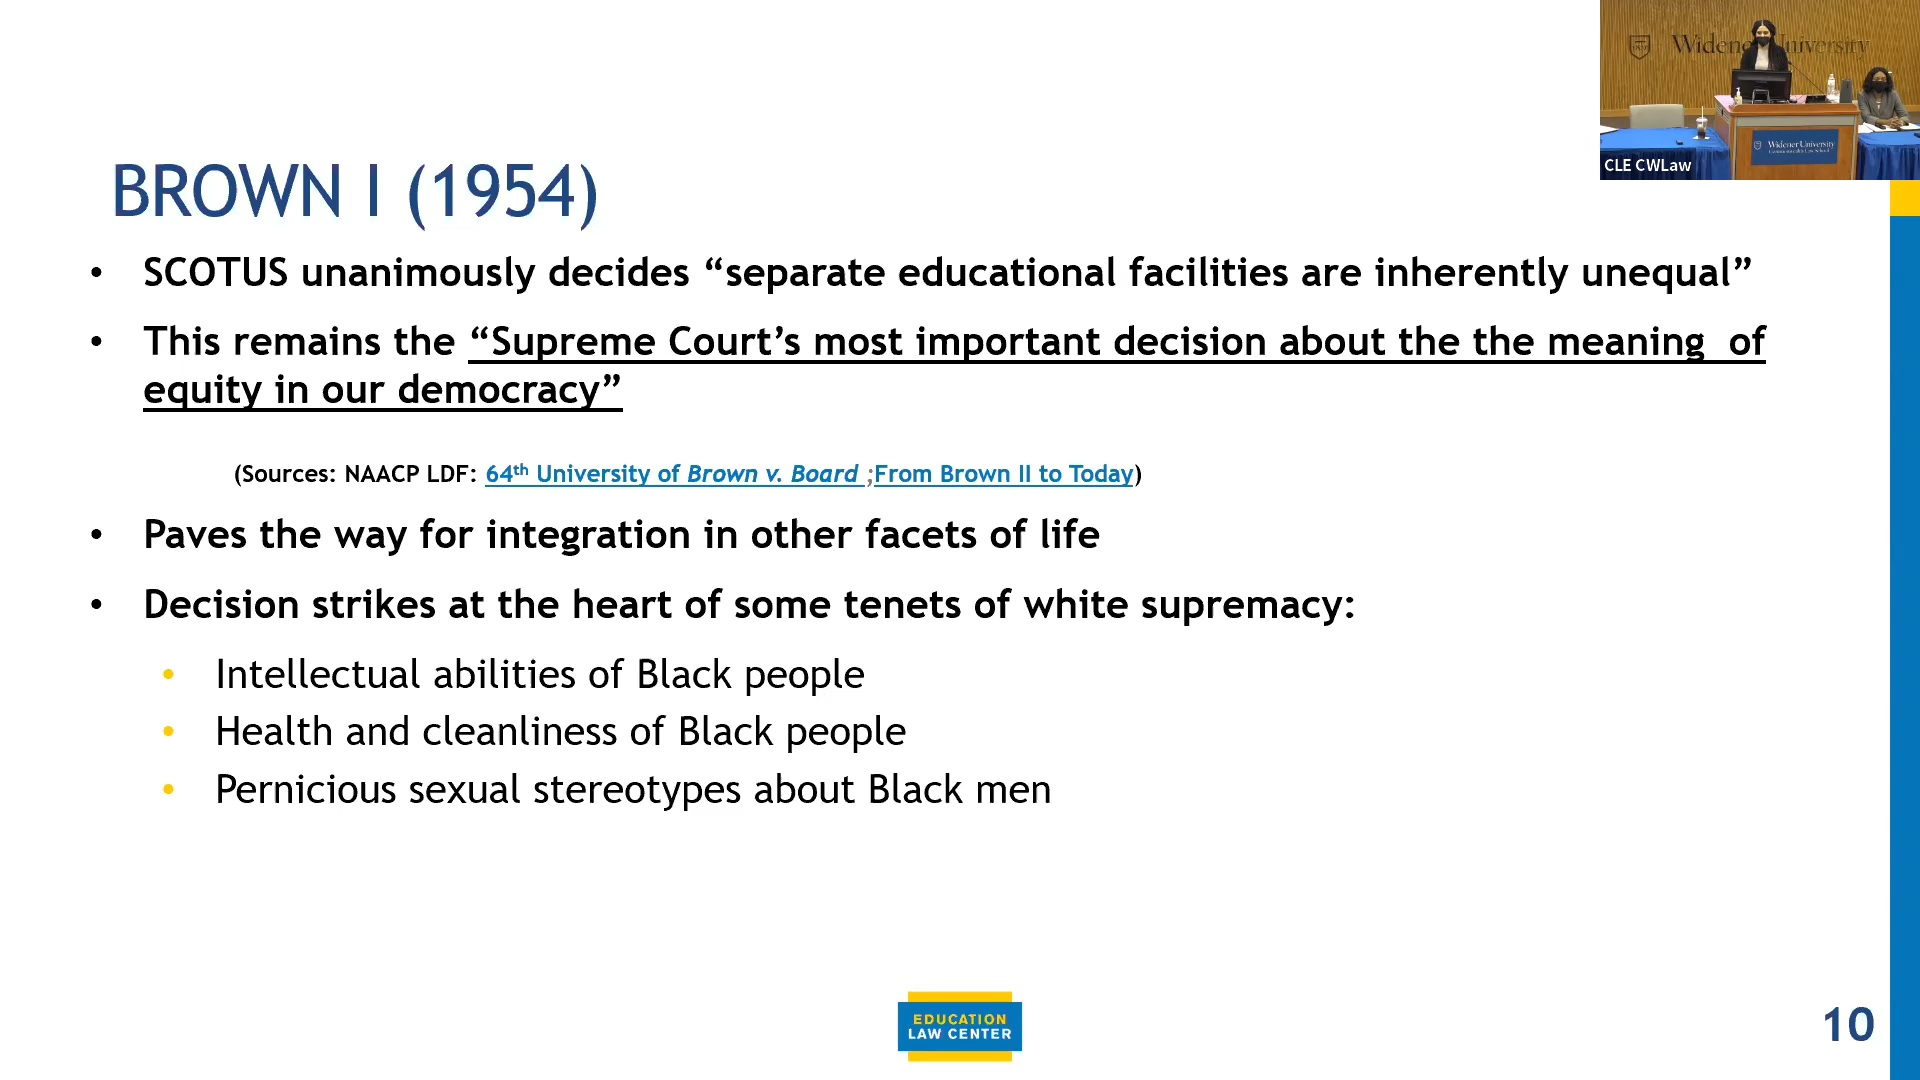 Widener University
CLE CWLaw
Widener University
BROWN I (1954)
• SCOTUS unanimously decides “separate educational facilities are inherently unequal”
• This remains the “Supreme Court’s most important decision about the the meaning of
equity in our democracy”
(Sources: NAACP LDF: 64th University of Brown v. Board ;From Brown II to Today)
• Paves the way for integration in other facets of life
• Decision strikes at the heart of some tenets of white supremacy:
• Intellectual abilities of Black people
• Health and cleanliness of Black people
• Pernicious sexual stereotypes about Black men
EDUCATION
LAW CENTER
10